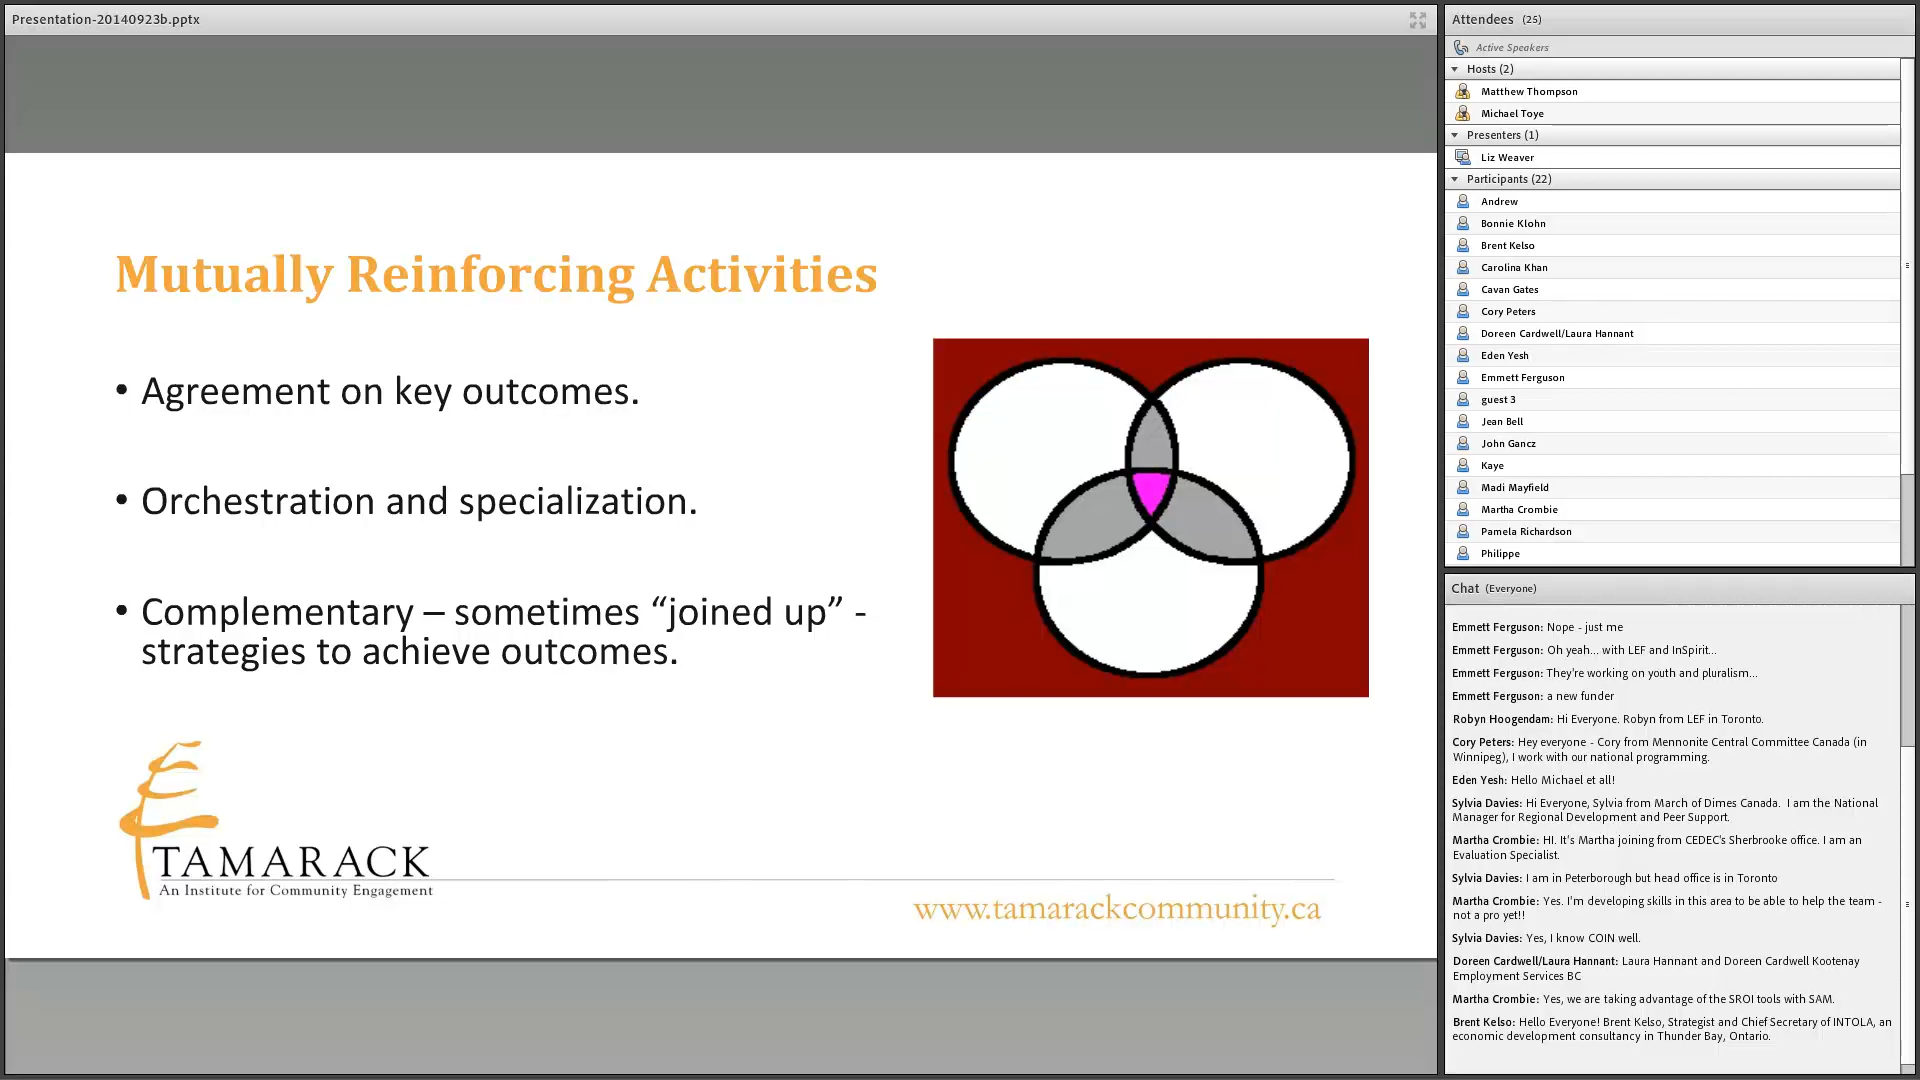 Presentation-20140923b.pptx
Mutually Reinforcing Activities
• Agreement on key outcomes.
• Orchestration and specialization.
• Complementary – sometimes “joined up” -
strategies to achieve outcomes.
TAMARACK
An Institute for Community Engagement
www.tamarackcommunity.ca
Attendees (25)
Active Speakers
Hosts (2)
Matthew Thompson
Michael Toye
Presenters (1)
Liz Weaver
Participants (22)
Andrew
Bonnie Klohn
Brent Kelso
Carolina Khan
Cavan Gates
Cory Peters
Doreen Cardwell/Laura Hannant
Eden Yesh
Emmett Ferguson
guest 3
Jean Bell
John Gancz
Kaye
Madi Mayfield
Martha Crombie
Pamela Richardson
Philippe
Chat (Everyone)
Emmett Ferguson: Nope - just me
Emmett Ferguson: Oh yeah... with LEF and InSpirit...
Emmett Ferguson: They're working on youth and pluralism...
Emmett Ferguson: a new funder
Robyn Hoogendam: Hi Everyone. Robyn from LEF in Toronto.
Cory Peters: Hey everyone - Cory from Mennonite Central Committee Canada (in
Winnipeg), I work with our national programming.
Eden Yesh: Hello Michael et all!
Sylvia Davies: Hi Everyone, Sylvia from March of Dimes Canada. I am the National
Manager for Regional Development and Peer Support.
Martha Crombie: HI. It's Martha joining from CEDEC's Sherbrooke office. I am an
Evaluation Specialist.
Sylvia Davies: I am in Peterborough but head office is in Toronto
Martha Crombie: Yes. I'm developing skills in this area to be able to help the team -
not a pro yet!!
Sylvia Davies: Yes, I know COIN well.
Doreen Cardwell/Laura Hannant: Laura Hannant and Doreen Cardwell Kootenay
Employment Services BC
Martha Crombie: Yes, we are taking advantage of the SROI tools with SAM.
Brent Kelso: Hello Everyone! Brent Kelso, Strategist and Chief Secretary of INTOLA, an
economic development consultancy in Thunder Bay, Ontario.